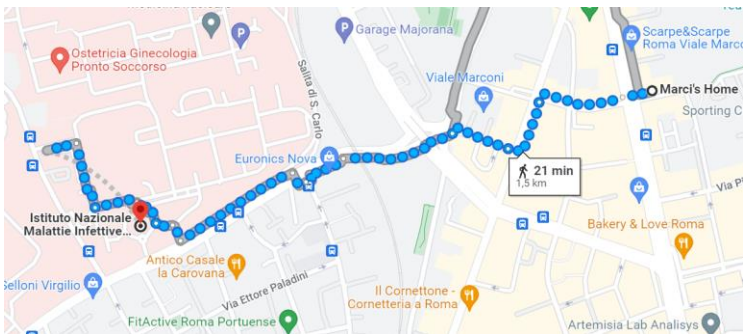 Ostetricia Ginecologia
Pronto Soccorso
P
Garage Majorana
P
Scarpe&Scarpe
Roma Viale Marco
Salita di S. Carlo
Viale Marconi
Marci's Home
Sporting C
Euronics Nova
21 min
1,5 km
Istituto Nazionale
Malattie Infettive...
Via P
Bakery & Love Roma
Antico Casale
la Carovana
Via Ettore Paladini
Selloni Virgilio
Il Cornettone -
Cornetteria a Roma
FitActive Roma Portuense
Artemisia Lab Analisys